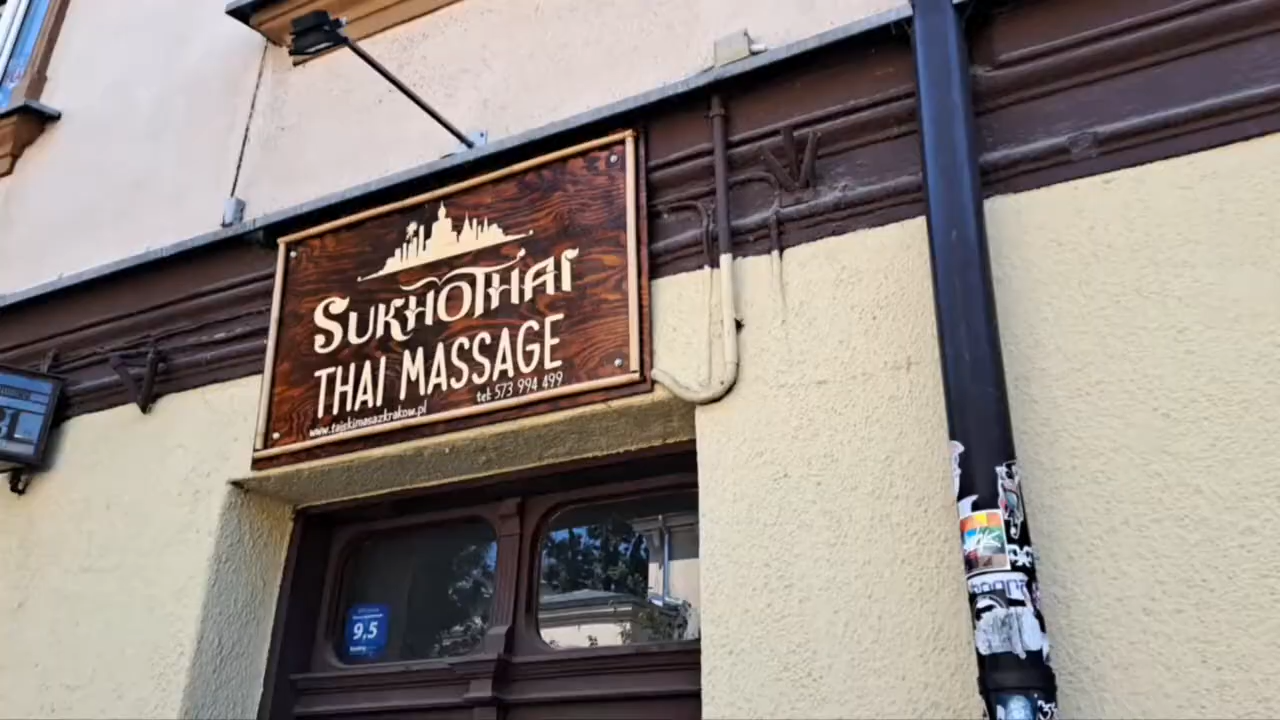 SUKHOTHAI
THAI MASSAGE
www.tajskimasazkrakow.pl
tel: 573 994 499
9,5